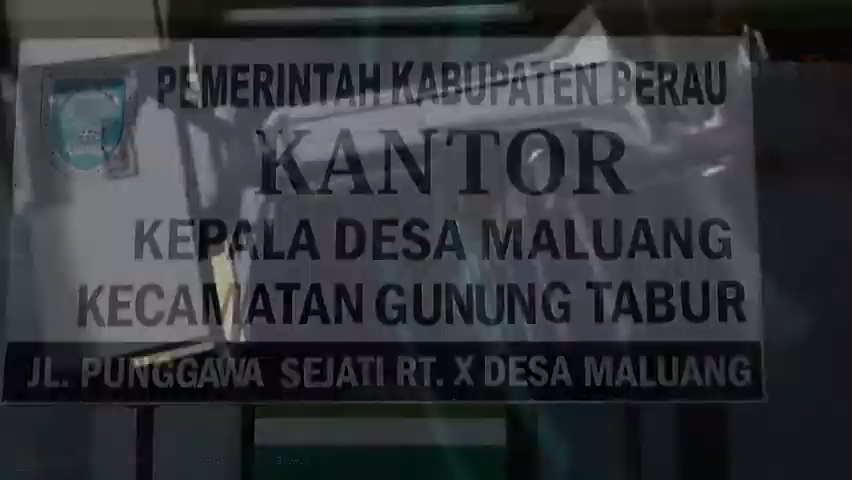 PEMERINTAH KABUPATEN BERAU
KANTOR
KEPALA DESA MALUANG
KECAMATAN GUNUNG TABUR
JL. PUNGGAWA SEJATI RT. X DESA MALUANG